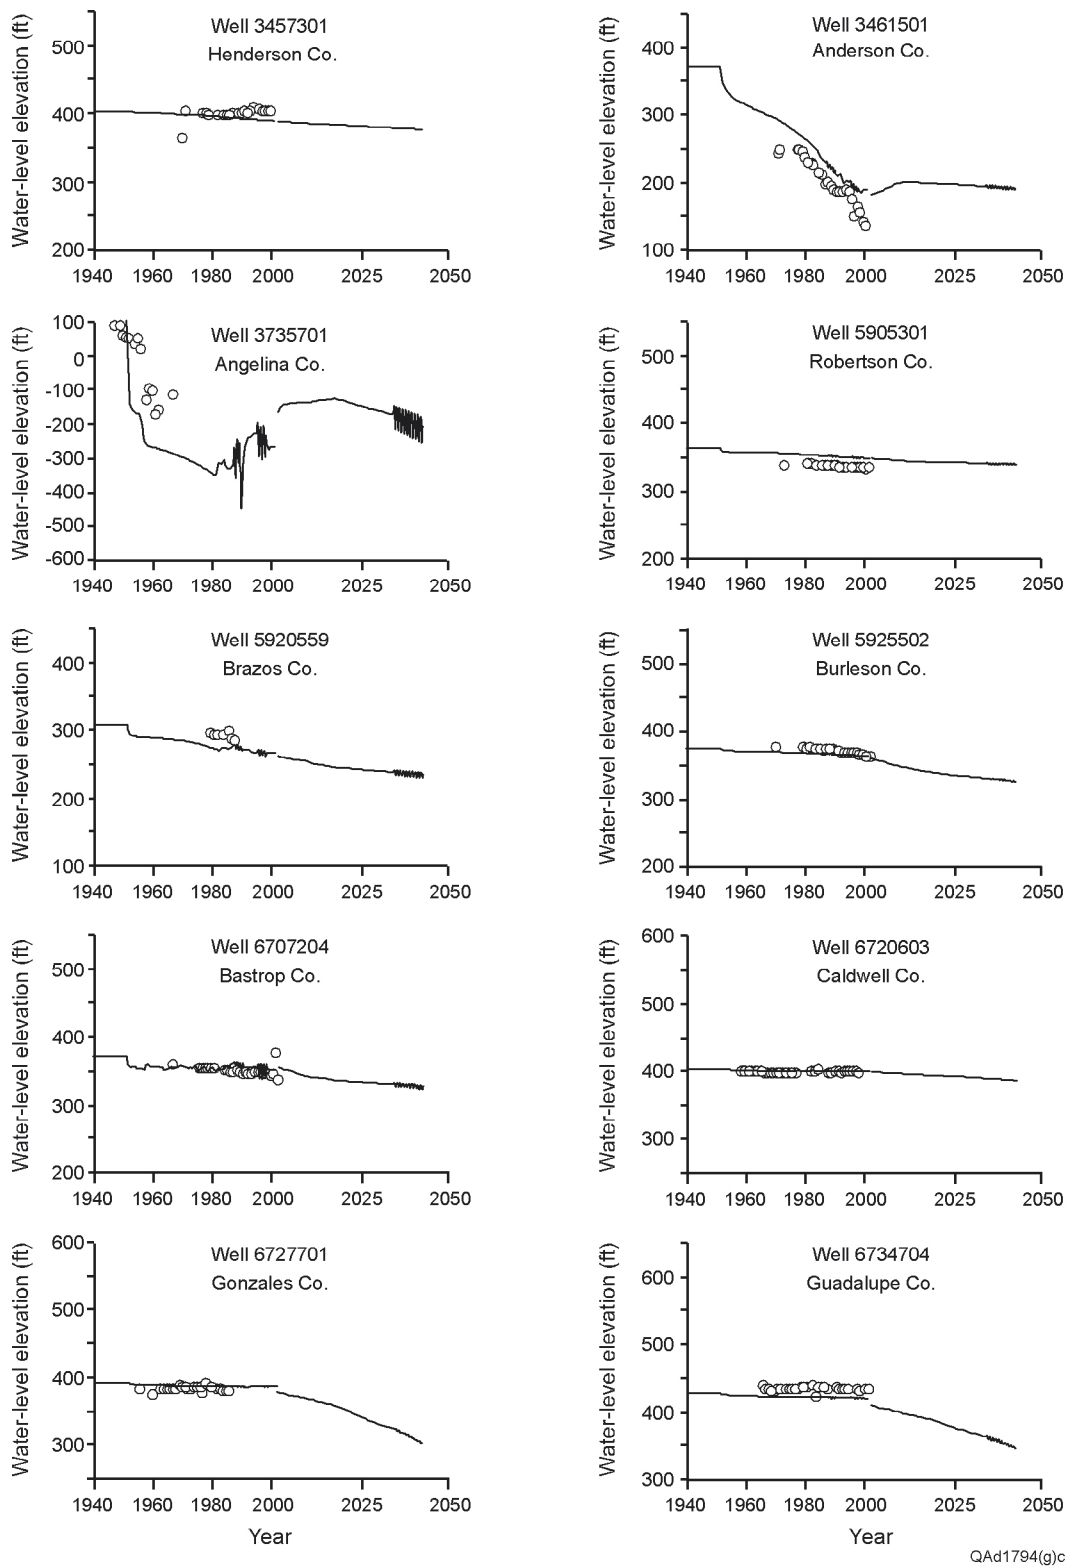 Well 3457301
Henderson Co.
Water-level elevation (ft)
500
400
300
200
1940 1960 1980 2000 2025 2050
Well 3461501
Anderson Co.
Water-level elevation (ft)
400
300
200
100
1940 1960 1980 2000 2025 2050
Well 3735701
Angelina Co.
Water-level elevation (ft)
100
0
-100
-200
-300
-400
-500
-600
1940 1960 1980 2000 2025 2050
Well 5905301
Robertson Co.
Water-level elevation (ft)
500
400
300
200
1940 1960 1980 2000 2025 2050
Well 5920559
Brazos Co.
Water-level elevation (ft)
400
300
200
100
1940 1960 1980 2000 2025 2050
Well 5925502
Burleson Co.
Water-level elevation (ft)
500
400
300
200
1940 1960 1980 2000 2025 2050
Well 6707204
Bastrop Co.
Water-level elevation (ft)
500
400
300
200
1940 1960 1980 2000 2025 2050
Well 6720603
Caldwell Co.
Water-level elevation (ft)
600
500
400
300
1940 1960 1980 2000 2025 2050
Well 6727701
Gonzales Co.
Water-level elevation (ft)
600
500
400
300
1940 1960 1980 2000 2025 2050
Year
Well 6734704
Guadalupe Co.
Water-level elevation (ft)
600
500
400
300
1940 1960 1980 2000 2025 2050
Year
QAd1794(g)c